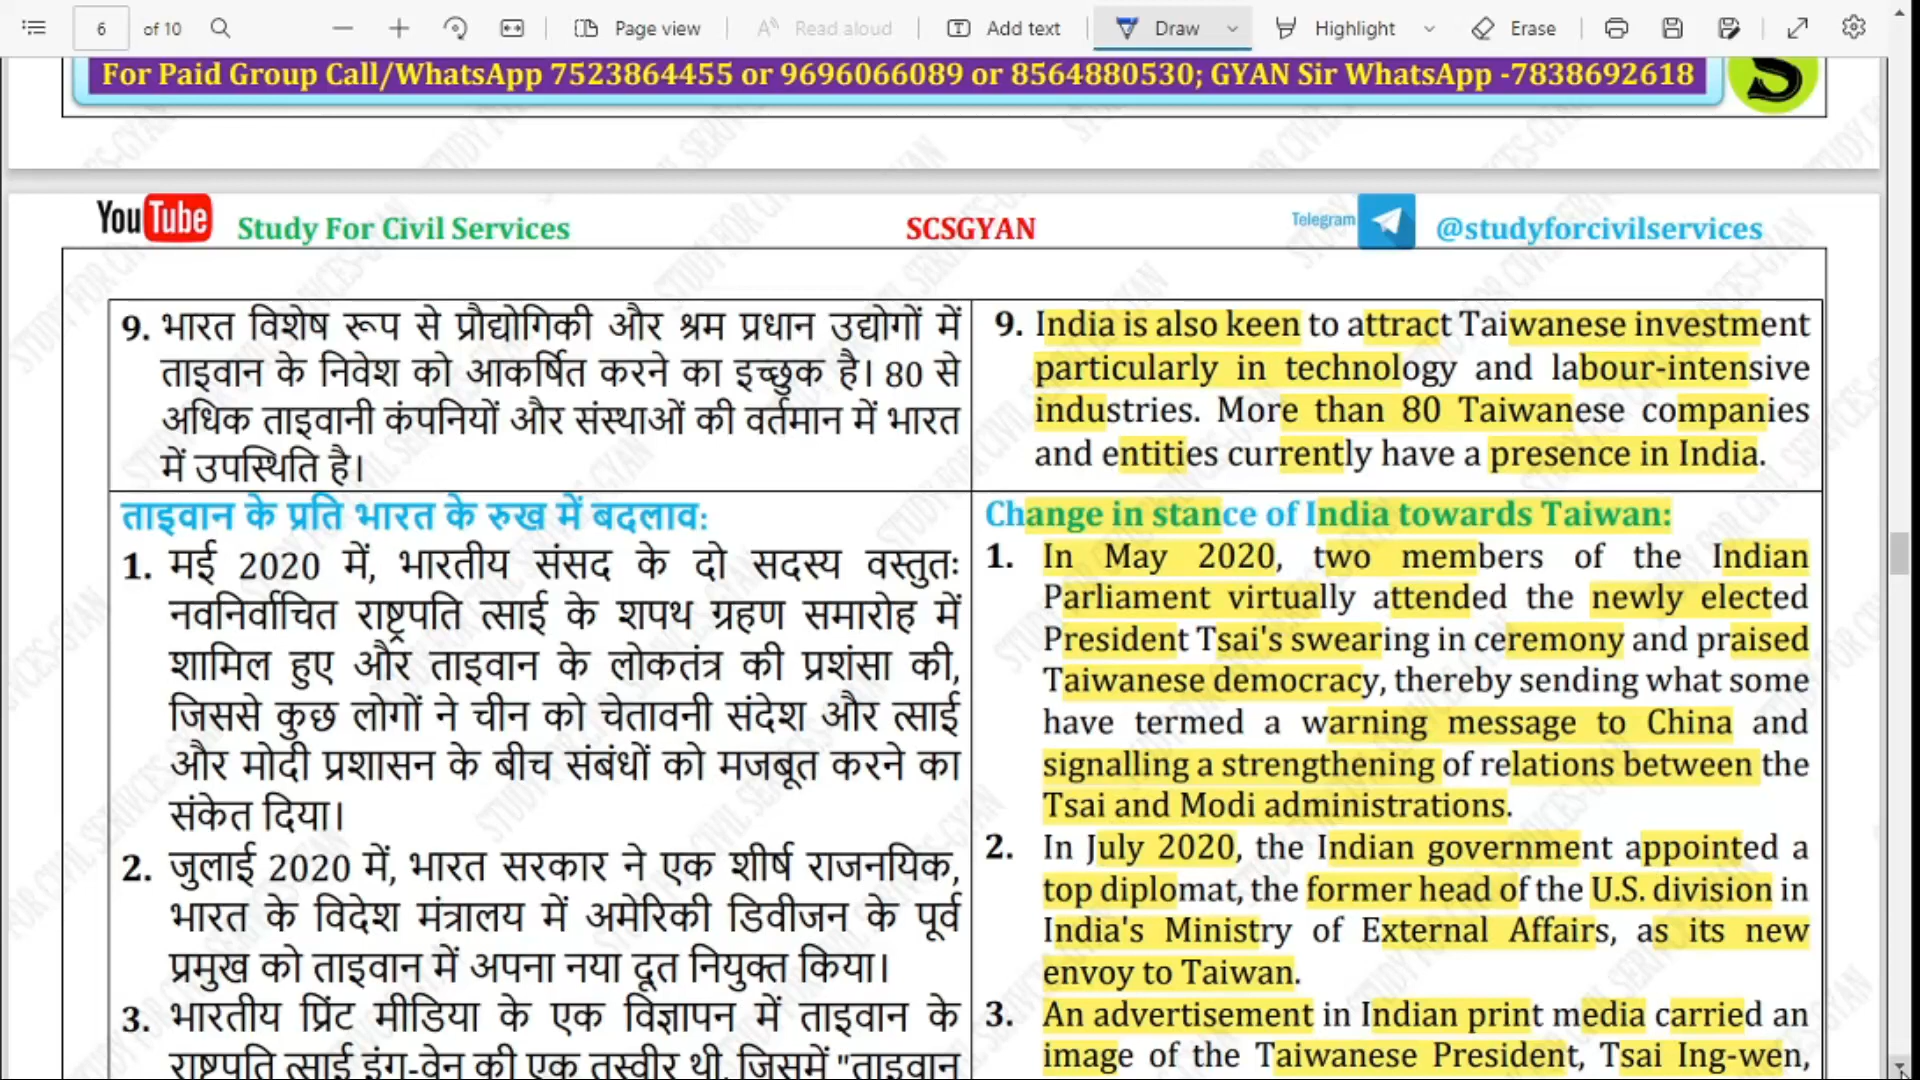 6 of 10 Page view Read aloud Add text Draw Highlight Erase
For Paid Group Call/WhatsApp 7523864455 or 9696066089 or 8564880530; GYAN Sir WhatsApp -7838692618
S
YouTube Study For Civil Services SCSGYAN Telegram @studyforcivilservices
9. भारत विशेष रूप से प्रौद्योगिकी और श्रम प्रधान उद्योगों में
ताइवान के निवेश को आकर्षित करने का इच्छुक है। 80 से
अधिक ताइवानी कंपनियों और संस्थाओं की वर्तमान में भारत
में उपस्थिति है।
9. India is also keen to attract Taiwanese investment
particularly in technology and labour-intensive
industries. More than 80 Taiwanese companies
and entities currently have a presence in India.
ताइवान के प्रति भारत के रुख में बदलाव:
1. मई 2020 में, भारतीय संसद के दो सदस्य वस्तुतः
नवनिर्वाचित राष्ट्रपति त्साई के शपथ ग्रहण समारोह में
शामिल हुए और ताइवान के लोकतंत्र की प्रशंसा की,
जिससे कुछ लोगों ने चीन को चेतावनी संदेश और त्साई
और मोदी प्रशासन के बीच संबंधों को मजबूत करने का
संकेत दिया।
2. जुलाई 2020 में, भारत सरकार ने एक शीर्ष राजनयिक,
भारत के विदेश मंत्रालय में अमेरिकी डिवीजन के पूर्व
प्रमुख को ताइवान में अपना नया दूत नियुक्त किया।
3. भारतीय प्रिंट मीडिया के एक विज्ञापन में ताइवान के
राष्ट्रपति त्साई इंग-वेन की एक तस्वीर थी, जिसमें "ताइवान
Change in stance of India towards Taiwan:
1. In May 2020, two members of the Indian
Parliament virtually attended the newly elected
President Tsai's swearing in ceremony and praised
Taiwanese democracy, thereby sending what some
have termed a warning message to China and
signalling a strengthening of relations between the
Tsai and Modi administrations.
2. In July 2020, the Indian government appointed a
top diplomat, the former head of the U.S. division in
India's Ministry of External Affairs, as its new
envoy to Taiwan.
3. An advertisement in Indian print media carried an
image of the Taiwanese President, Tsai Ing-wen,